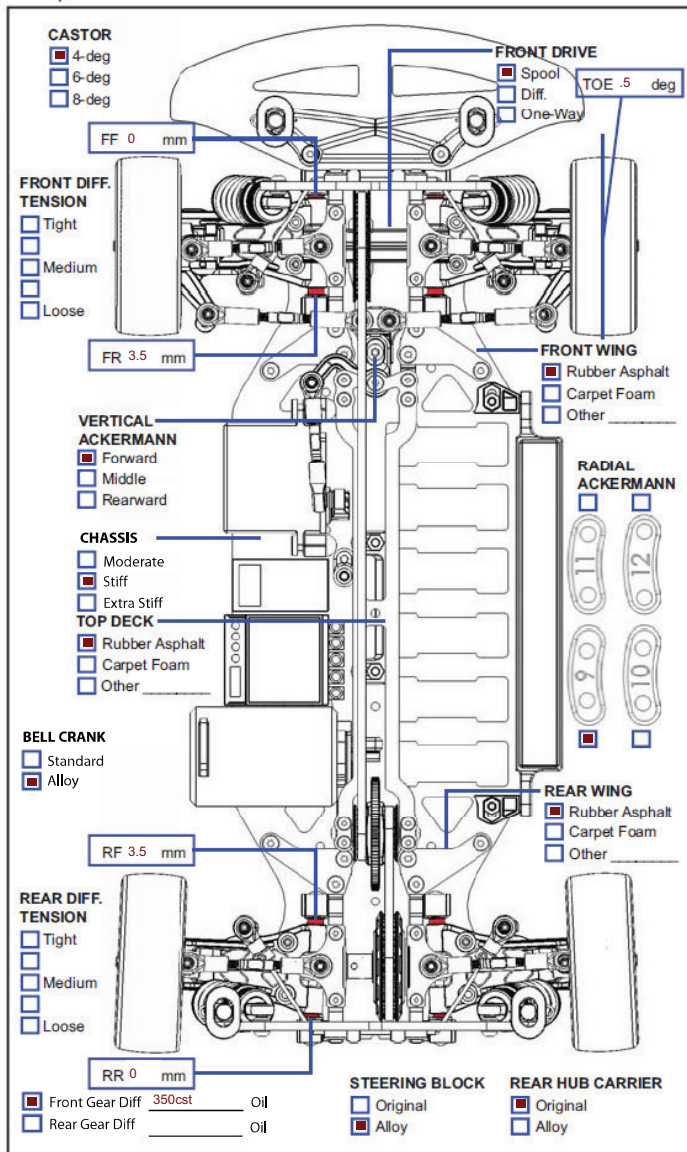 CASTOR
4-deg
6-deg
8-deg
FRONT DRIVE
Spool
Diff.
One-Way
TOE .5 deg
FF 0 mm
FRONT DIFF.
TENSION
Tight
Medium
Loose
FR 3.5 mm
FRONT WING
Rubber Asphalt
Carpet Foam
Other ________
VERTICAL
ACKERMANN
Forward
Middle
Rearward
RADIAL
ACKERMANN
11
12
9
10
CHASSIS
Moderate
Stiff
Extra Stiff
TOP DECK
Rubber Asphalt
Carpet Foam
Other ________
BELL CRANK
Standard
Alloy
REAR WING
Rubber Asphalt
Carpet Foam
Other ________
RF 3.5 mm
REAR DIFF.
TENSION
Tight
Medium
Loose
RR 0 mm
Front Gear Diff 350cst Oil
Rear Gear Diff ________ Oil
STEERING BLOCK
Original
Alloy
REAR HUB CARRIER
Original
Alloy